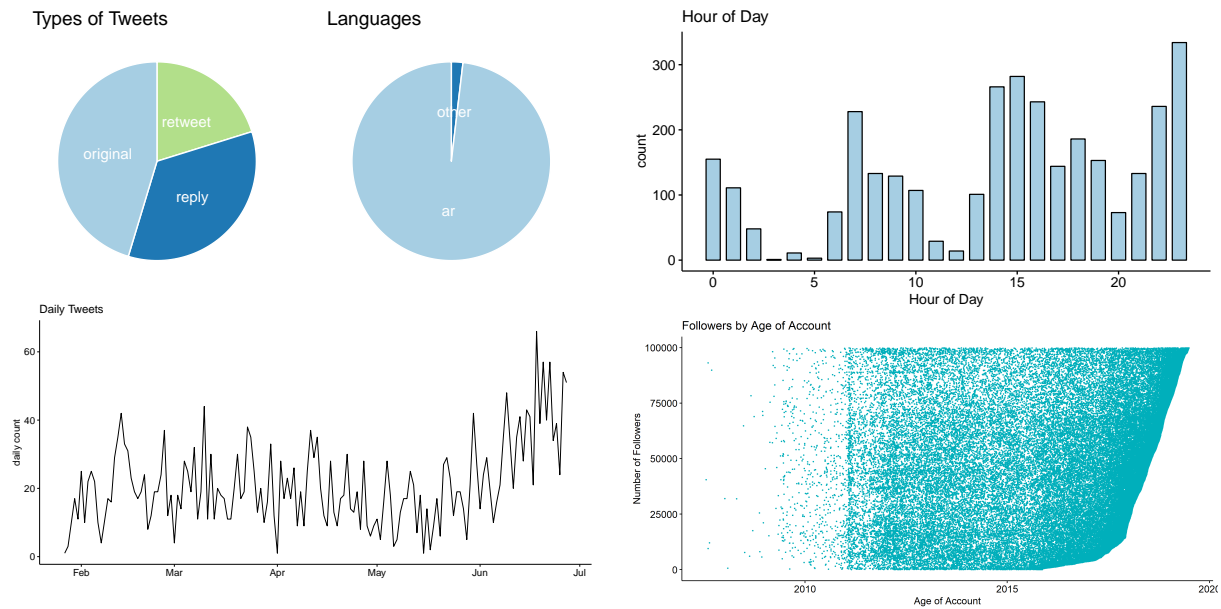 Types of Tweets
retweet
original
reply
Languages
other
ar
Hour of Day
count
300
200
100
0
0 5 10 15 20
Hour of Day
Daily Tweets
daily count
60
40
20
0
Feb Mar Apr May Jun Jul
Followers by Age of Account
Number of Followers
100000
75000
50000
25000
0
2010 2015 2020
Age of Account